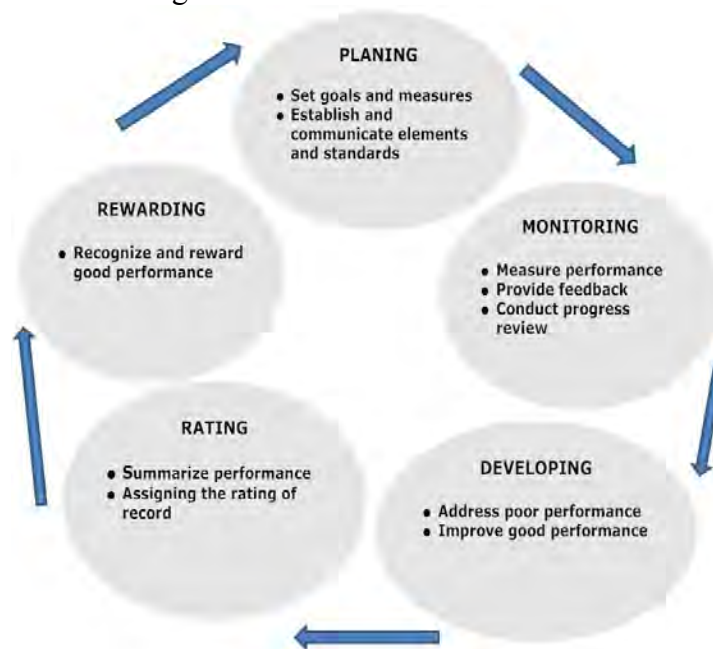 PLANING
● Set goals and measures
● Establish and
communicate elements
and standards
MONITORING
● Measure performance
● Provide feedback
● Conduct progress
review
DEVELOPING
● Address poor performance
● Improve good performance
RATING
● Summarize performance
● Assigning the rating of
record
REWARDING
● Recognize and reward
good performance